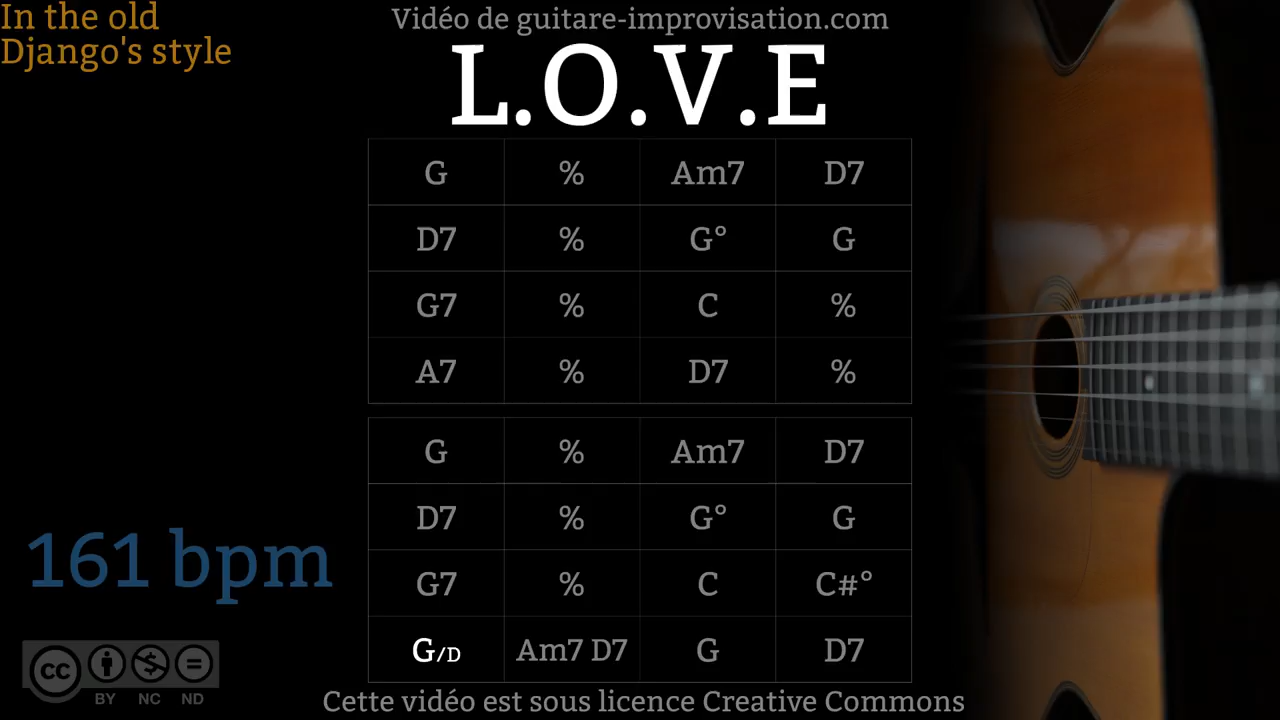 In the old
Django's style
Vidéo de guitare-improvisation.com
L.O.V.E
G % Am7 D7
D7 % G° G
G7 % C %
A7 % D7 %
G % Am7 D7
D7 % G° G
G7 % C C#°
G/D Am7 D7 G D7
161 bpm
cc
BY NC ND
Cette vidéo est sous licence Creative Commons